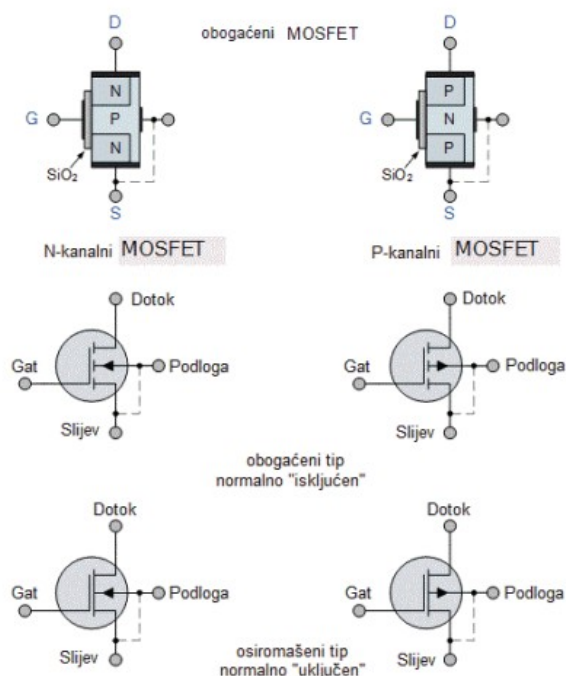 D
obogaćeni MOSFET
D
N
P
G
P
N
N
P
SiO₂
SiO₂
S
S
N-kanalni MOSFET
P-kanalni MOSFET
Dotok
Dotok
Gat
Podloga
Gat
Podloga
Slijev
Slijev
obogaćeni tip
normalno "isključen"
Dotok
Dotok
Gat
Podloga
Gat
Podloga
Slijev
Slijev
osiromašeni tip
normalno "uključen"